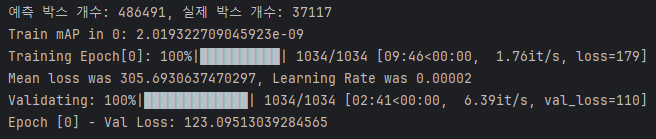 예측 박스 개수: 486491, 실제 박스 개수: 37117
Train mAP in 0: 2.019322709045923e-09
Training Epoch[0]: 100%|██████████| 1034/1034 [09:46<00:00,  1.76it/s, loss=179]
Mean loss was 305.6930637470297, Learning Rate was 0.00002
Validating: 100%|█████████████| 1034/1034 [02:41<00:00,  6.39it/s, val_loss=110]
Epoch [0] - Val Loss: 123.09513039284565